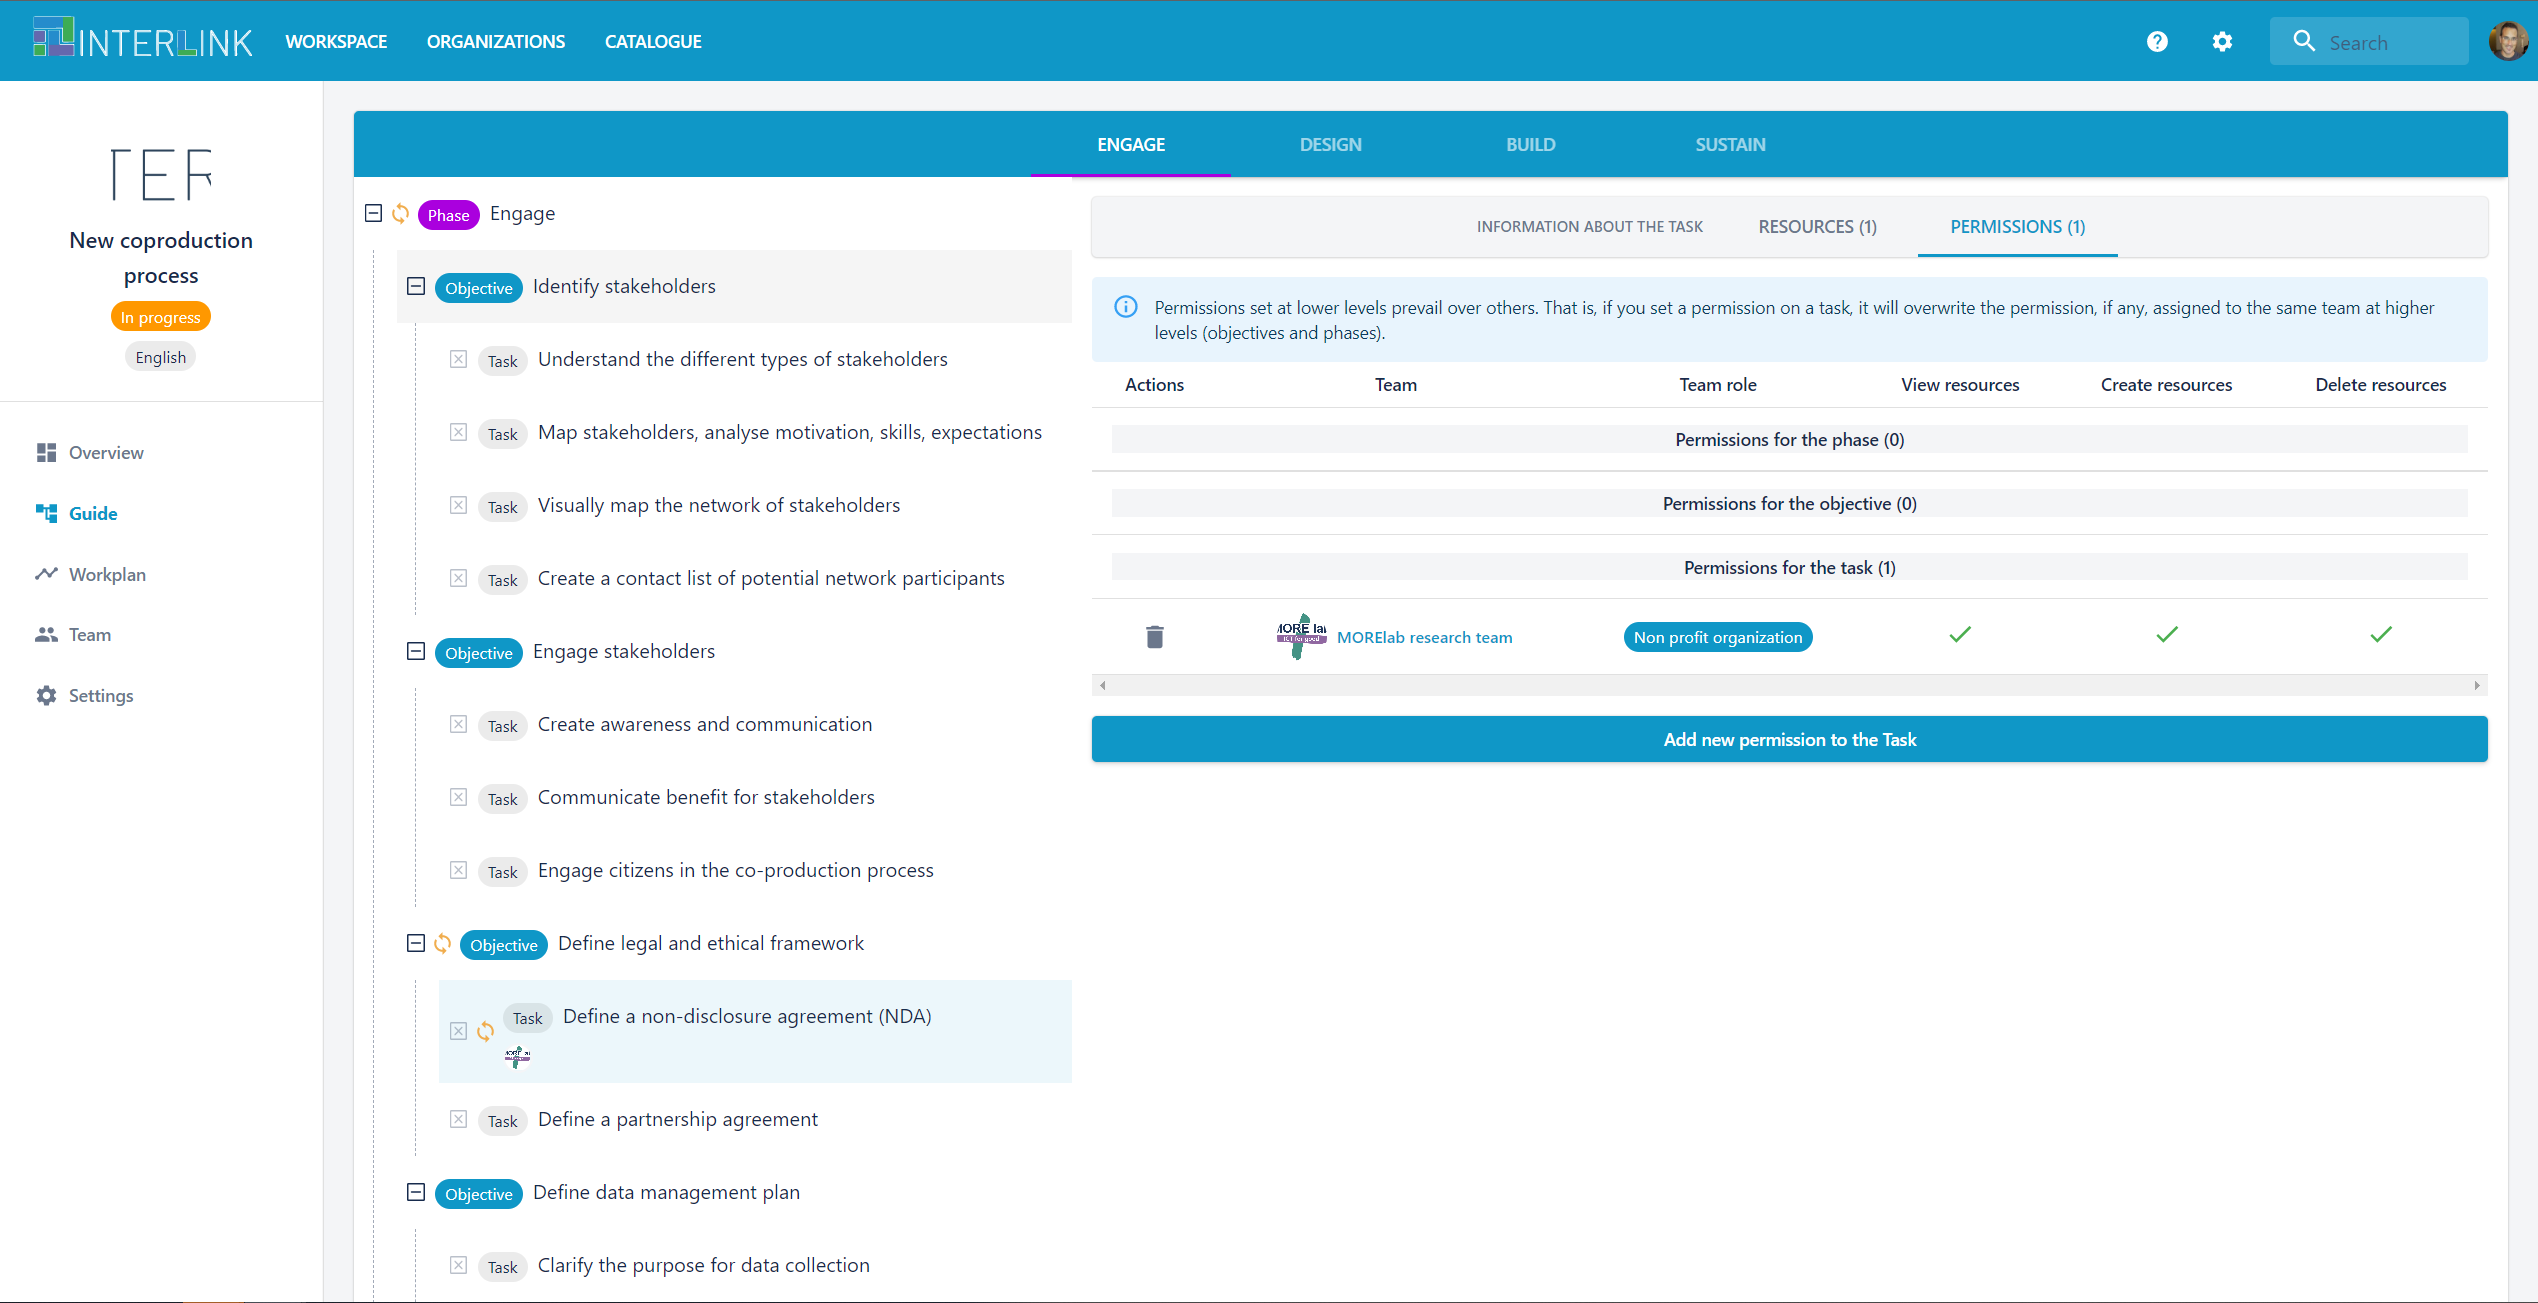 INTERLINK
WORKSPACE
ORGANIZATIONS
CATALOGUE
Search
TER
New coproduction
process
In progress
English
Overview
Guide
Workplan
Team
Settings
ENGAGE
DESIGN
BUILD
SUSTAIN
Phase Engage
Objective Identify stakeholders
Task Understand the different types of stakeholders
Task Map stakeholders, analyse motivation, skills, expectations
Task Visually map the network of stakeholders
Task Create a contact list of potential network participants
Objective Engage stakeholders
Task Create awareness and communication
Task Communicate benefit for stakeholders
Task Engage citizens in the co-production process
Objective Define legal and ethical framework
Task Define a non-disclosure agreement (NDA)
Task Define a partnership agreement
Objective Define data management plan
Task Clarify the purpose for data collection
INFORMATION ABOUT THE TASK
RESOURCES (1)
PERMISSIONS (1)
Permissions set at lower levels prevail over others. That is, if you set a permission on a task, it will overwrite the permission, if any, assigned to the same team at higher
levels (objectives and phases).
Actions Team Team role View resources Create resources Delete resources
Permissions for the phase (0)
Permissions for the objective (0)
Permissions for the task (1)
MORE lab
ICT for good
MORElab research team Non profit organization
Add new permission to the Task